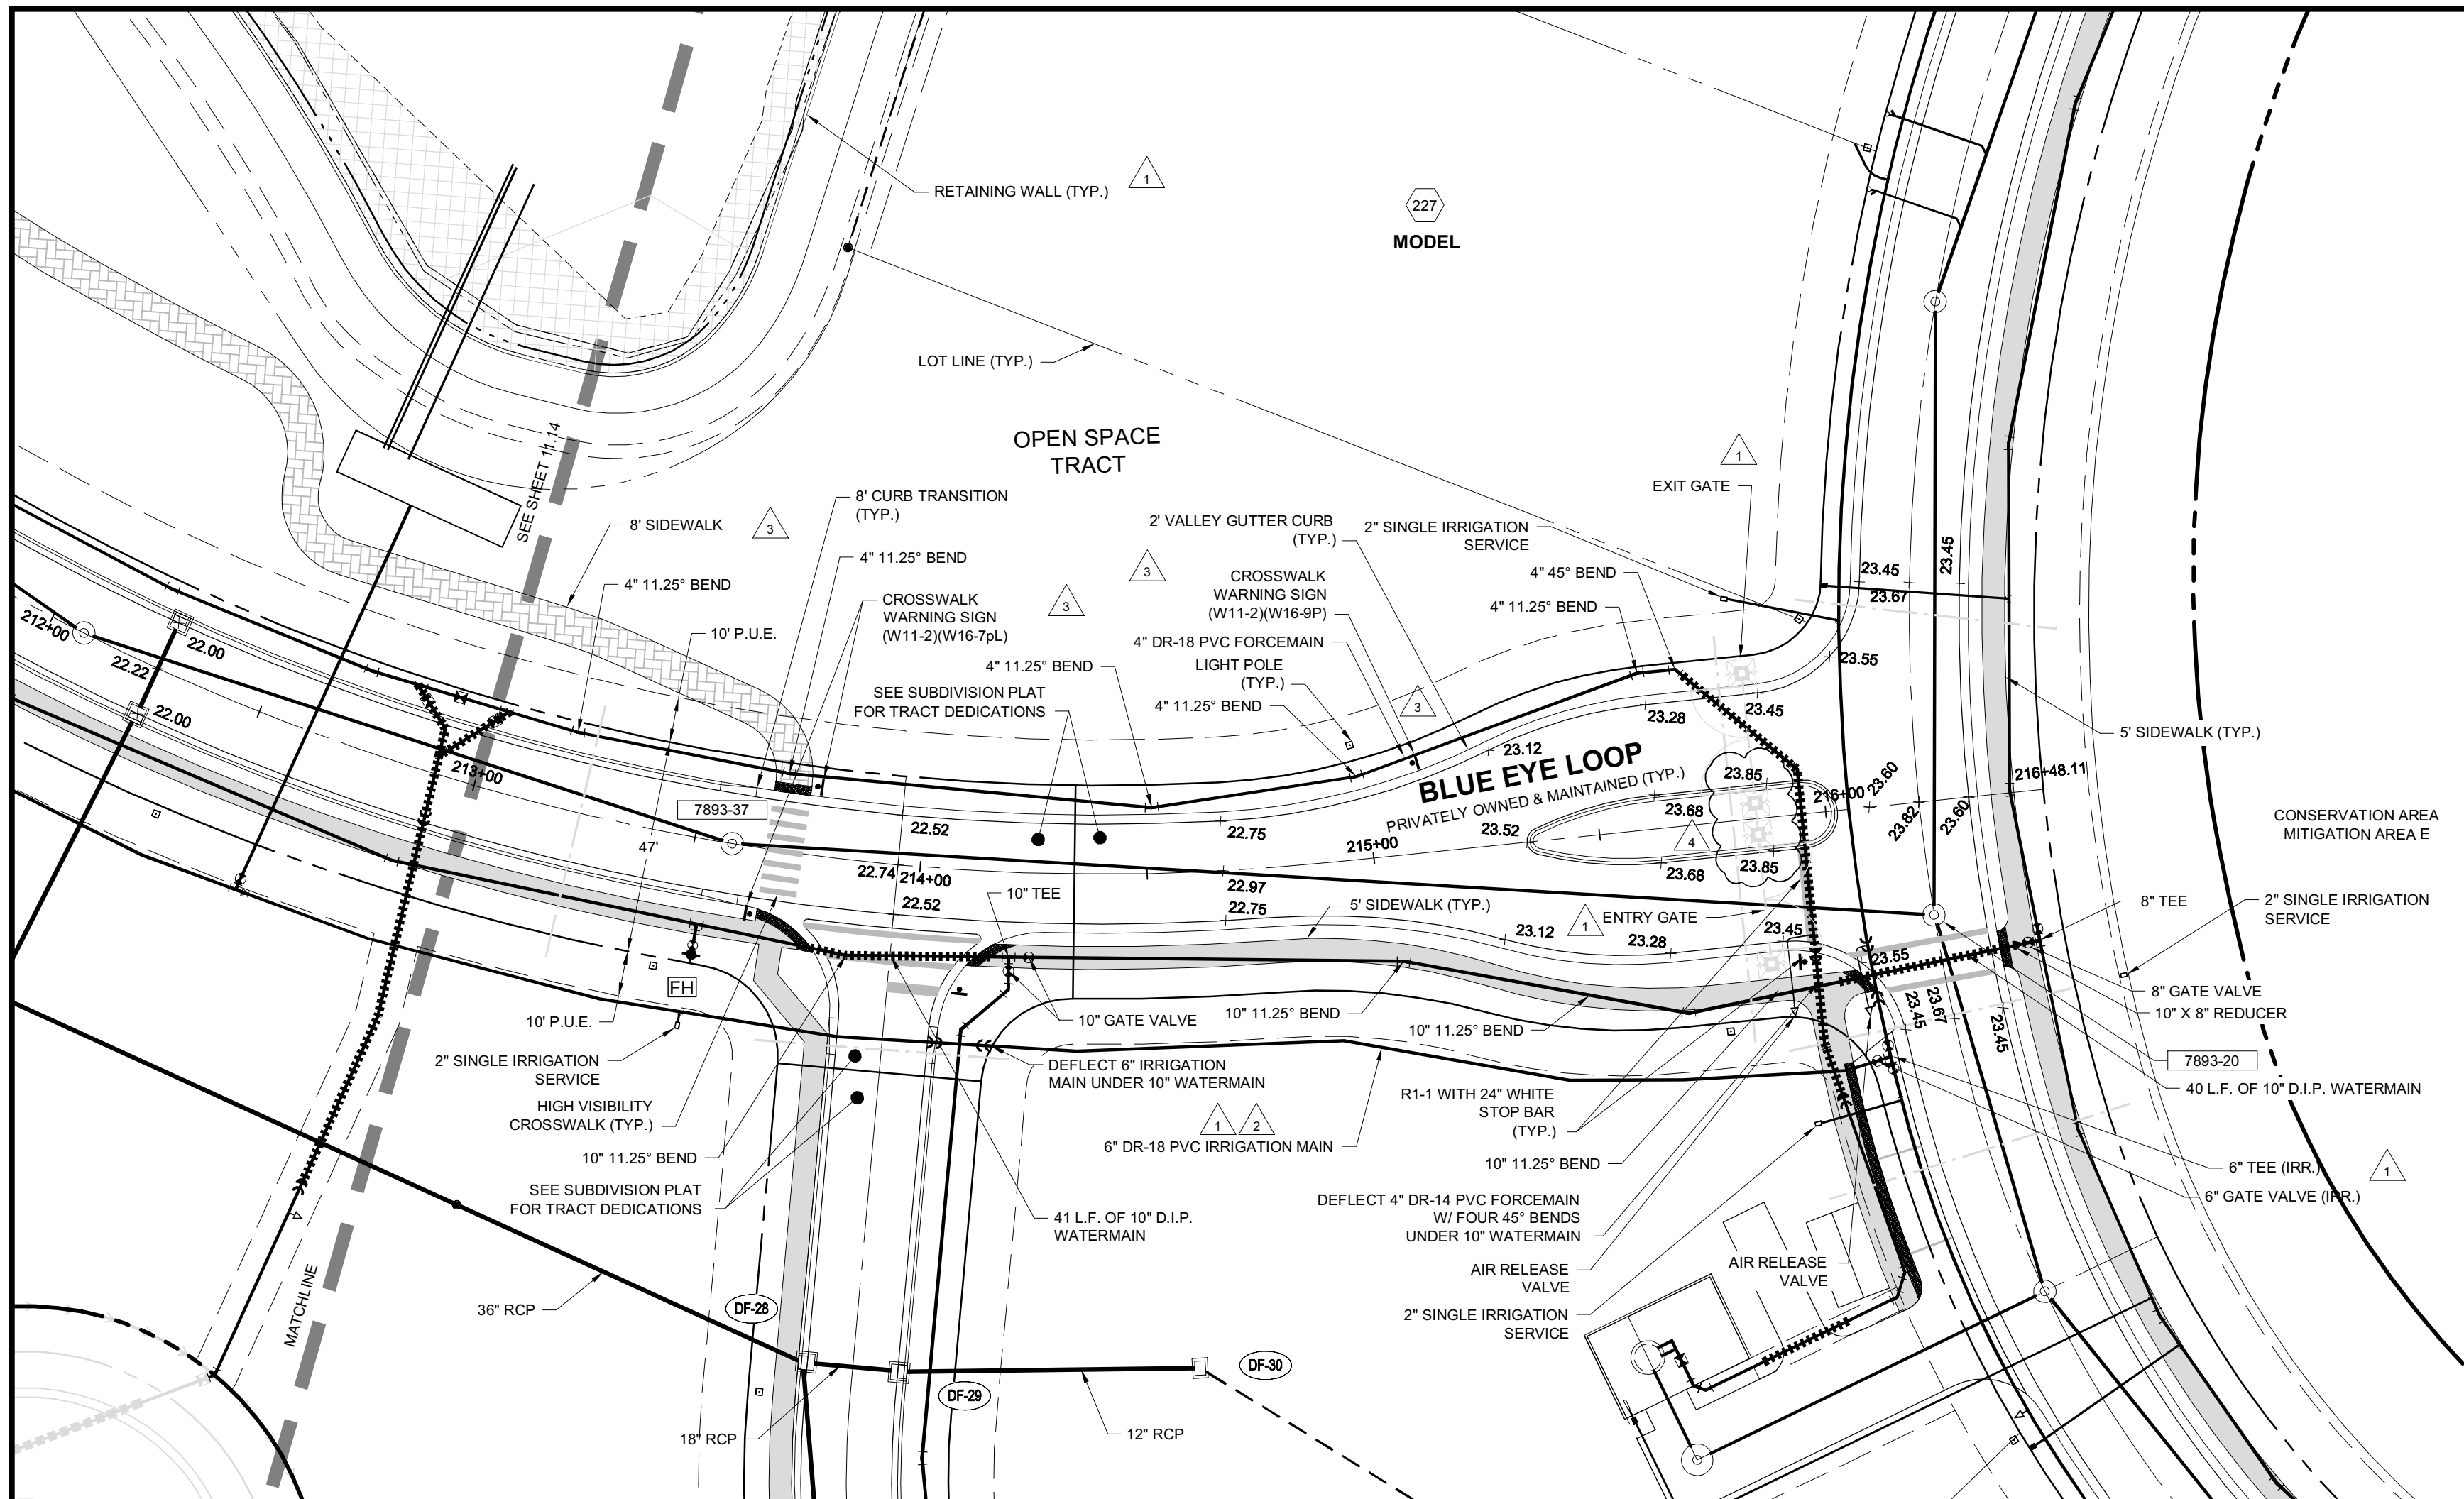 RETAINING WALL (TYP.)
1
227
MODEL
LOT LINE (TYP.)
OPEN SPACE
TRACT
SEE SHEET 11.14
8' SIDEWALK
3
8' CURB TRANSITION
(TYP.)
4" 11.25° BEND
4" 11.25° BEND
CROSSWALK
WARNING SIGN
(W11-2)(W16-7pL)
3
3
10' P.U.E.
2' VALLEY GUTTER CURB
(TYP.)
2" SINGLE IRRIGATION
SERVICE
CROSSWALK
WARNING SIGN
(W11-2)(W16-9P)
4" 45° BEND
4" 11.25° BEND
4" DR-18 PVC FORCEMAIN
4" 11.25° BEND
LIGHT POLE
(TYP.)
SEE SUBDIVISION PLAT
FOR TRACT DEDICATIONS
4" 11.25° BEND
3
1
EXIT GATE
23.45
23.45
23.67
23.55
23.28
23.45
23.12
212+00
22.22
22.00
22.00
213+00
7893-37
47'
22.52
22.74
214+00
22.52
22.75
22.97
22.75
215+00
BLUE EYE LOOP
PRIVATELY OWNED & MAINTAINED (TYP.)
23.52
23.68
23.85
4
23.68
23.85
216+00
23.60
23.82
23.60
216+48.11
5' SIDEWALK (TYP.)
CONSERVATION AREA
MITIGATION AREA E
10" TEE
5' SIDEWALK (TYP.)
1
ENTRY GATE
23.12
23.28
23.45
23.55
23.45
23.67
23.45
8" TEE
2" SINGLE IRRIGATION
SERVICE
8" GATE VALVE
10" X 8" REDUCER
7893-20
40 L.F. OF 10" D.I.P. WATERMAIN
6" TEE (IRR.)
1
6" GATE VALVE (IRR.)
FH
10' P.U.E.
2" SINGLE IRRIGATION
SERVICE
HIGH VISIBILITY
CROSSWALK (TYP.)
10" 11.25° BEND
SEE SUBDIVISION PLAT
FOR TRACT DEDICATIONS
10" GATE VALVE
10" 11.25° BEND
10" 11.25° BEND
DEFLECT 6" IRRIGATION
MAIN UNDER 10" WATERMAIN
1
2
6" DR-18 PVC IRRIGATION MAIN
R1-1 WITH 24" WHITE
STOP BAR
(TYP.)
10" 11.25° BEND
DEFLECT 4" DR-14 PVC FORCEMAIN
W/ FOUR 45° BENDS
UNDER 10" WATERMAIN
AIR RELEASE
VALVE
AIR RELEASE
VALVE
2" SINGLE IRRIGATION
SERVICE
41 L.F. OF 10" D.I.P.
WATERMAIN
MATCHLINE
36" RCP
DF-28
DF-29
DF-30
18" RCP
12" RCP